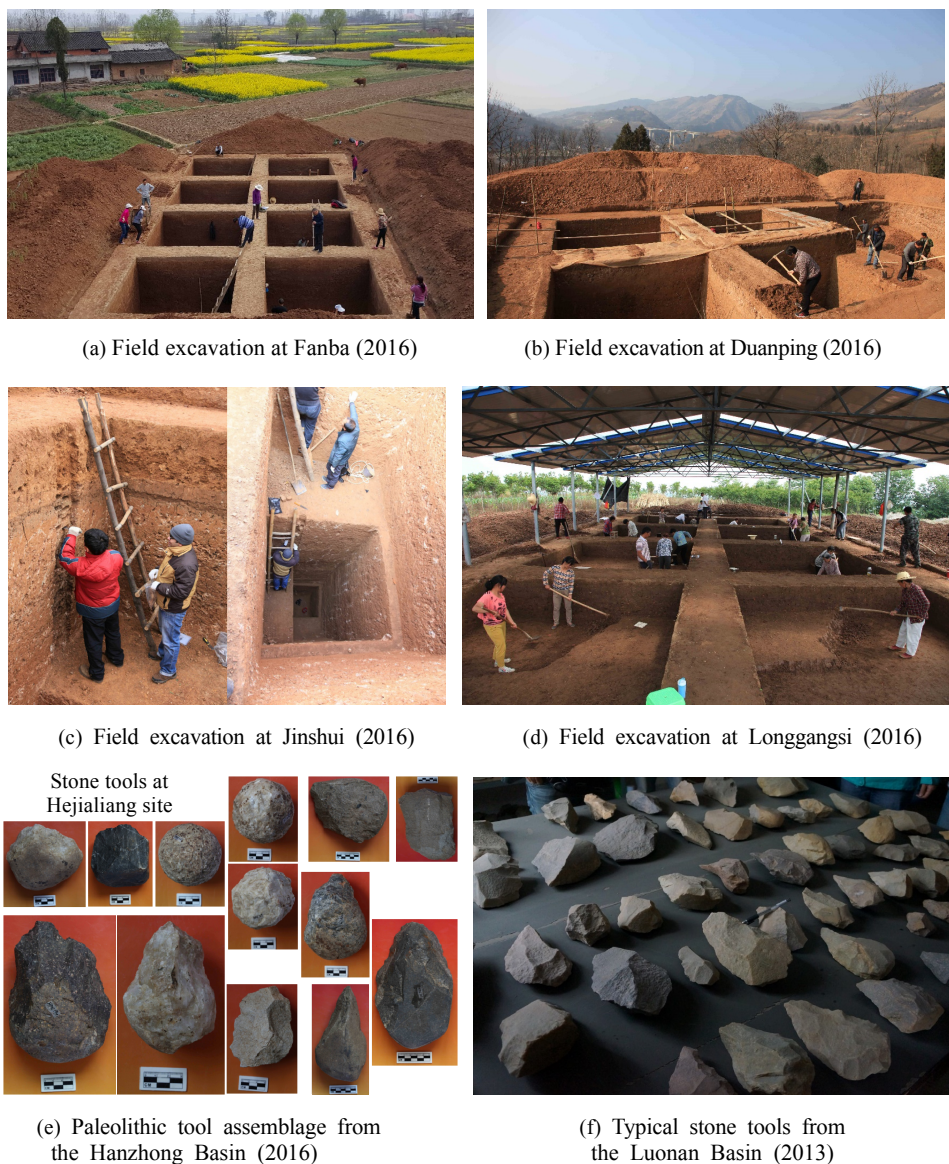 (a) Field excavation at Fanba (2016)
(b) Field excavation at Duanping (2016)
(c) Field excavation at Jinshui (2016)
(d) Field excavation at Longgangsi (2016)
Stone tools at
Hejialiang site
(e) Paleolithic tool assemblage from
the Hanzhong Basin (2016)
(f) Typical stone tools from
the Luonan Basin (2013)